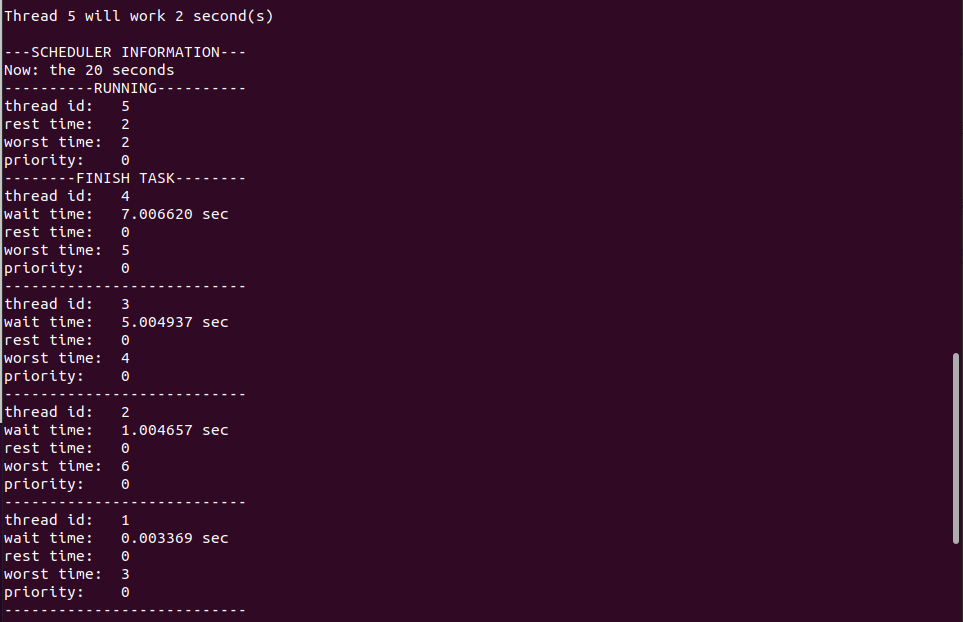 Thread 5 will work 2 second(s)

---SCHEDULER INFORMATION---
Now: the 20 seconds
----------RUNNING----------
thread id:   5
rest time:   2
worst time:  2
priority:    0
--------FINISH TASK--------
thread id:   4
wait time:   7.006620 sec
rest time:   0
worst time:  5
priority:    0
---------------------------
thread id:   3
wait time:   5.004937 sec
rest time:   0
worst time:  4
priority:    0
---------------------------
thread id:   2
wait time:   1.004657 sec
rest time:   0
worst time:  6
priority:    0
---------------------------
thread id:   1
wait time:   0.003369 sec
rest time:   0
worst time:  3
priority:    0
---------------------------